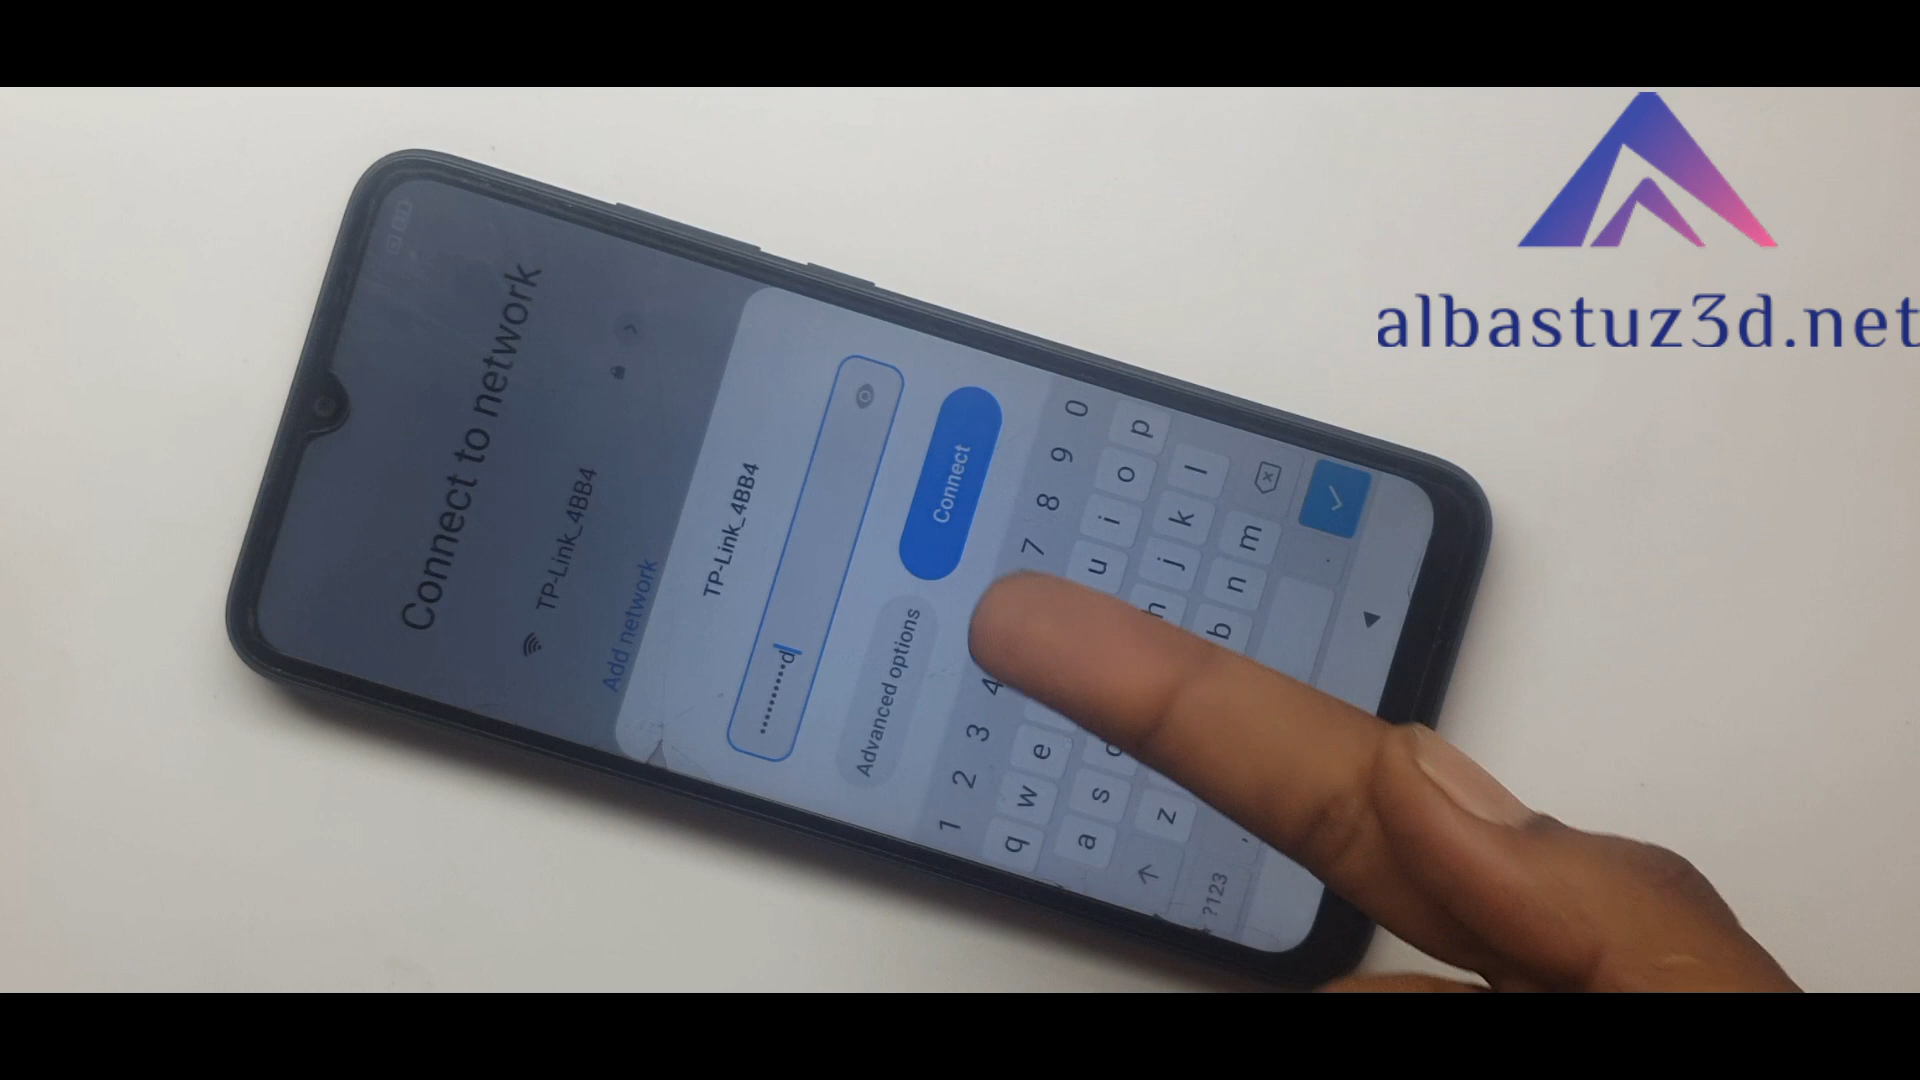 albastuz3d.net
Connect to network
TP-Link_4BB4
Add network
TP-Link_4BB4
••••••••••d
Advanced options
Connect
1 2 3 4 7 8 9 0
q w e u i o p
a s h j k l
z b n m
?123 , .